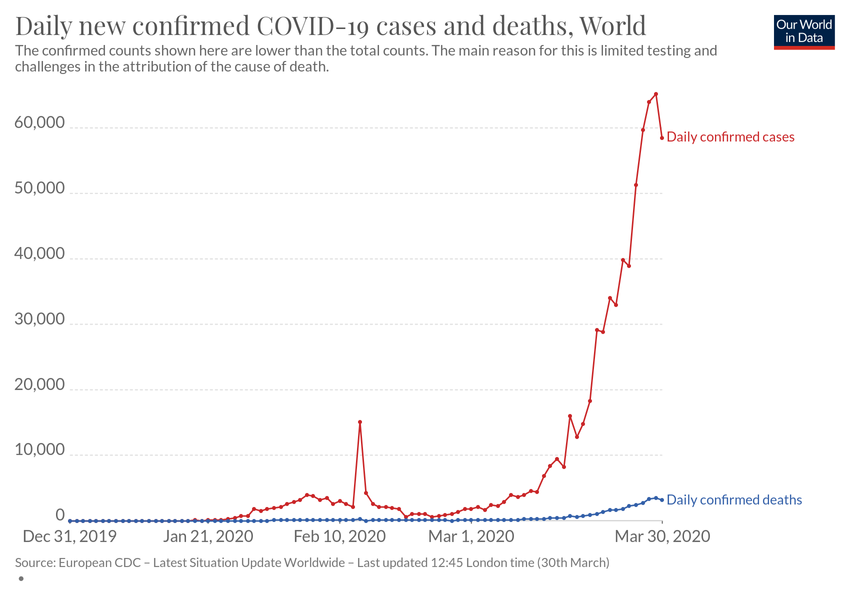 Daily new confirmed COVID-19 cases and deaths, World
Our World
in Data
The confirmed counts shown here are lower than the total counts. The main reason for this is limited testing and
challenges in the attribution of the cause of death.
60,000
Daily confirmed cases
50,000
40,000
30,000
20,000
10,000
Daily confirmed deaths
0
Dec 31, 2019 Jan 21, 2020 Feb 10, 2020 Mar 1, 2020 Mar 30, 2020
Source: European CDC – Latest Situation Update Worldwide – Last updated 12:45 London time (30th March)
•